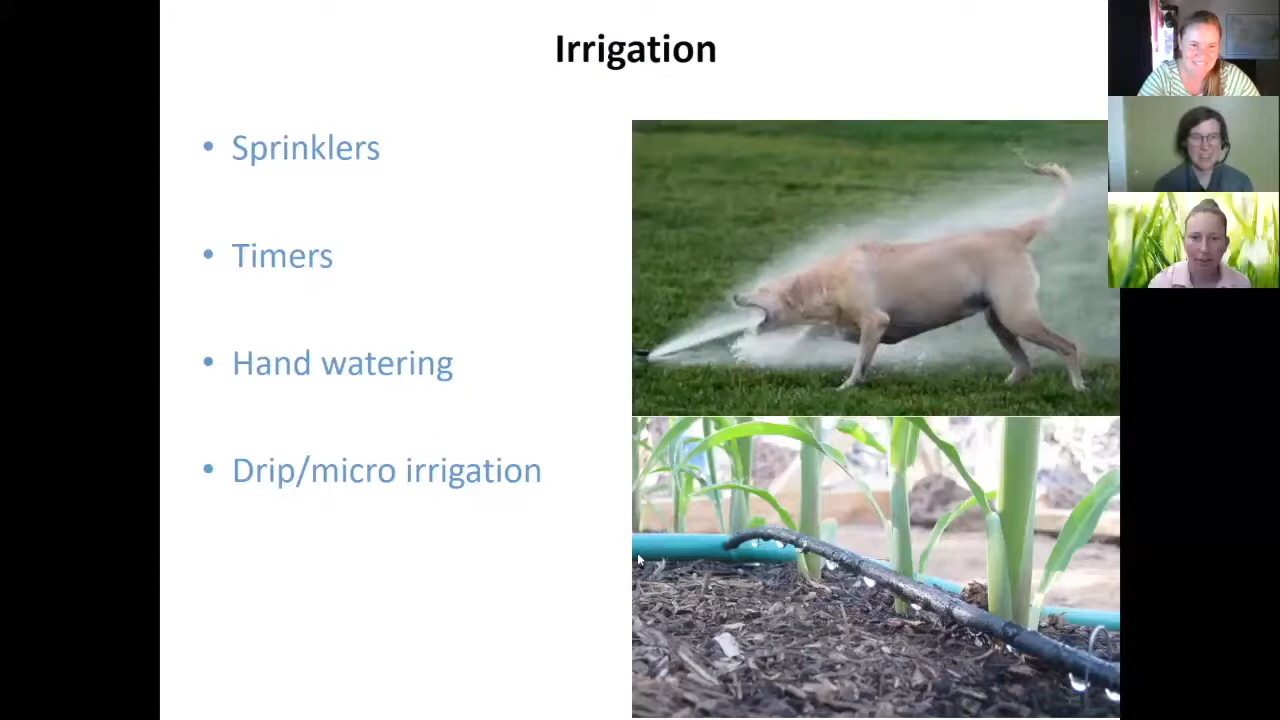 Irrigation
• Sprinklers
• Timers
• Hand watering
• Drip/micro irrigation